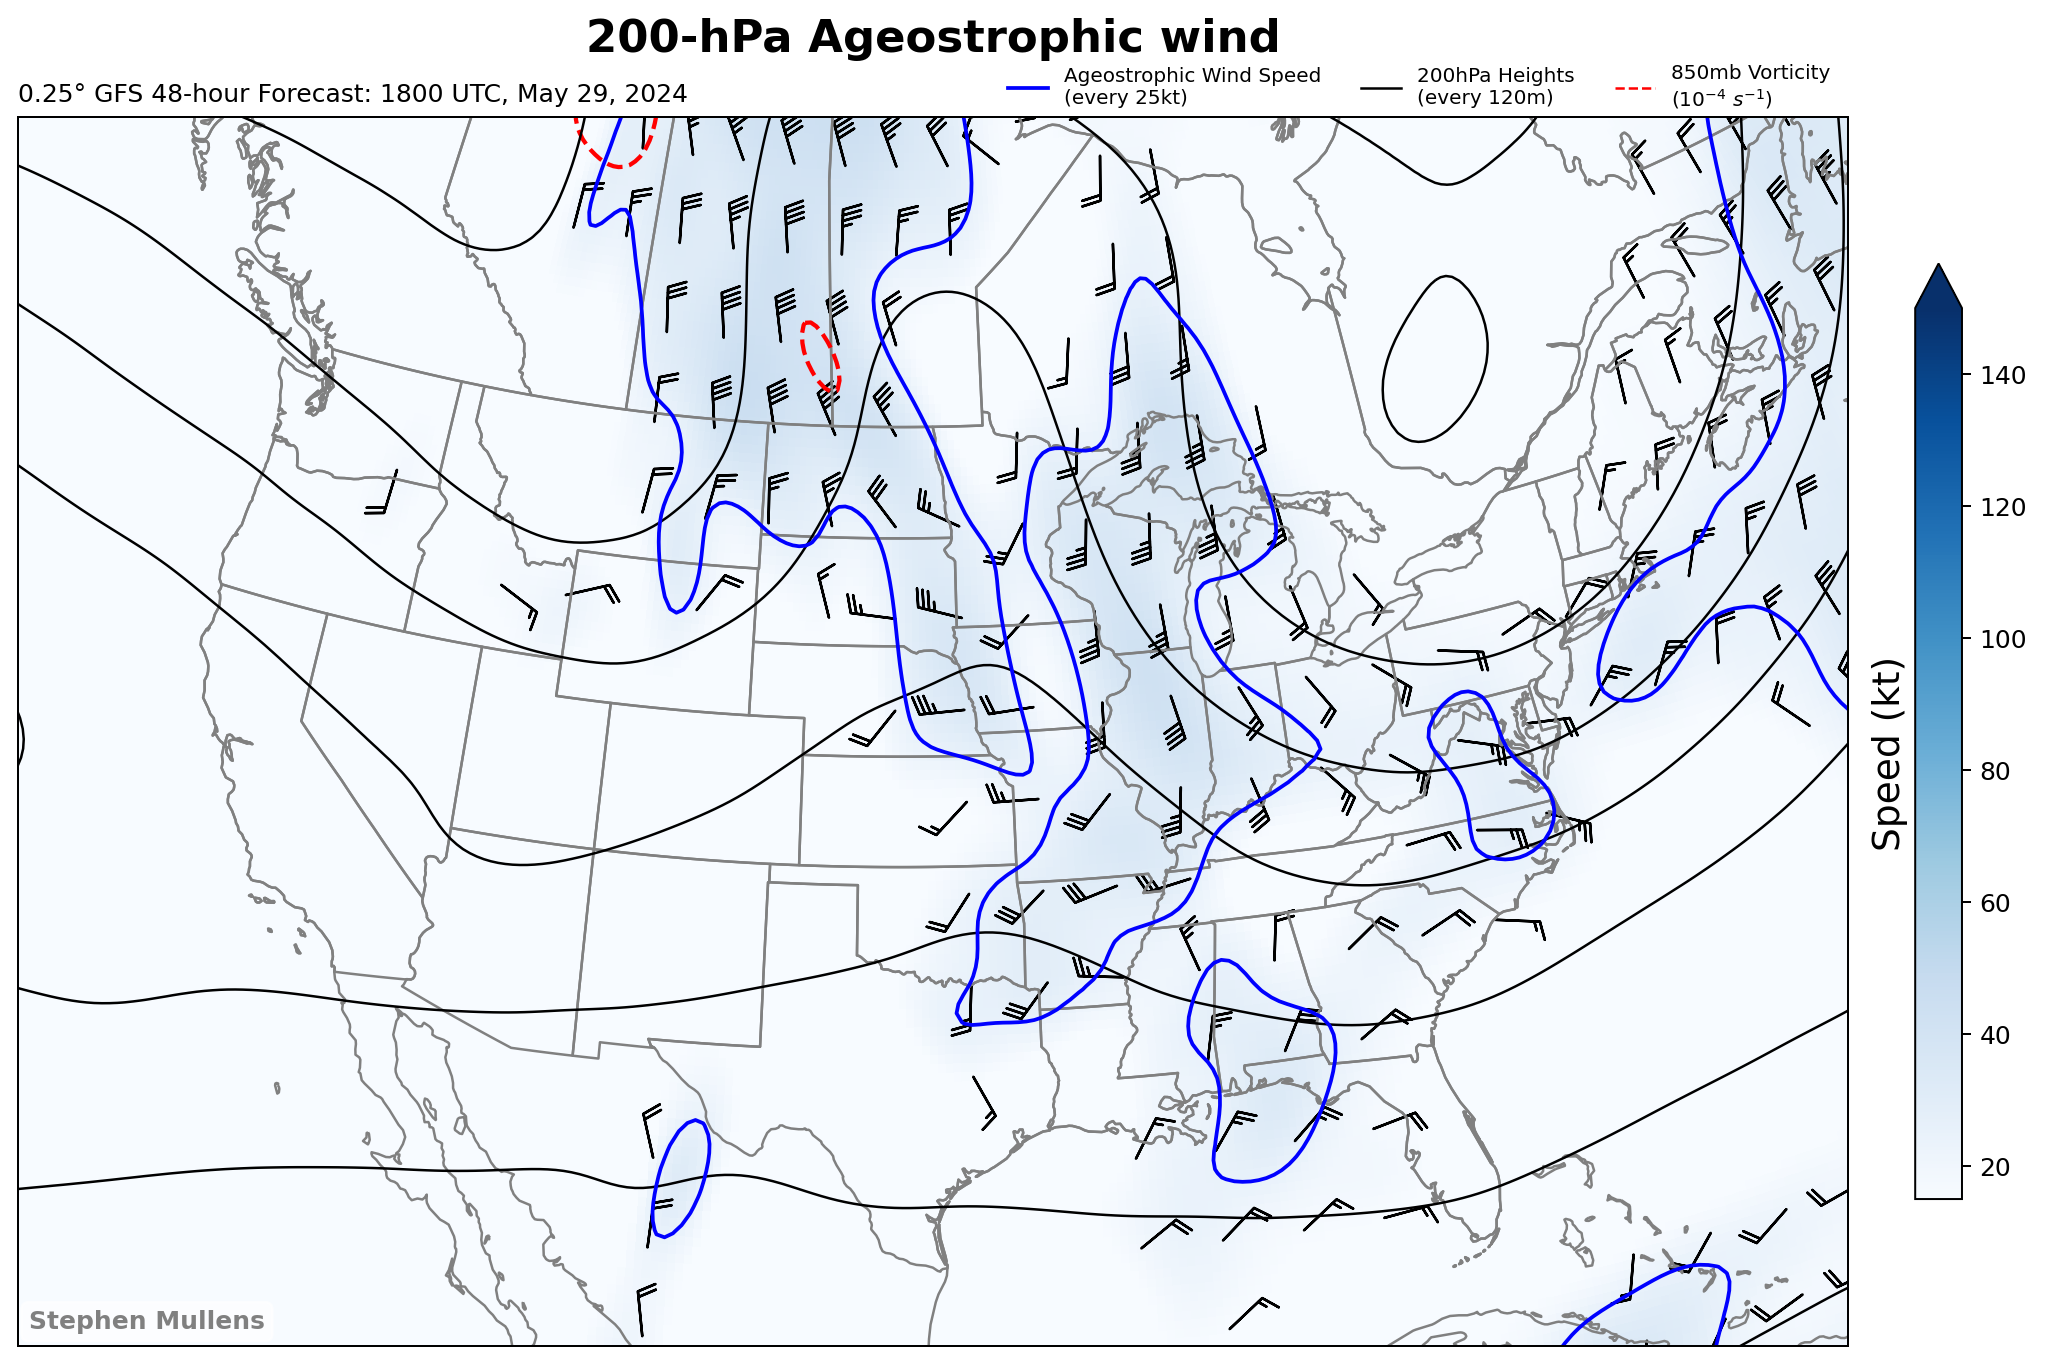 200-hPa Ageostrophic wind
0.25° GFS 48-hour Forecast: 1800 UTC, May 29, 2024
Ageostrophic Wind Speed
(every 25kt)
200hPa Heights
(every 120m)
850mb Vorticity
(10⁻⁴ s⁻¹)
140
120
100
80
60
40
20
Speed (kt)
Stephen Mullens